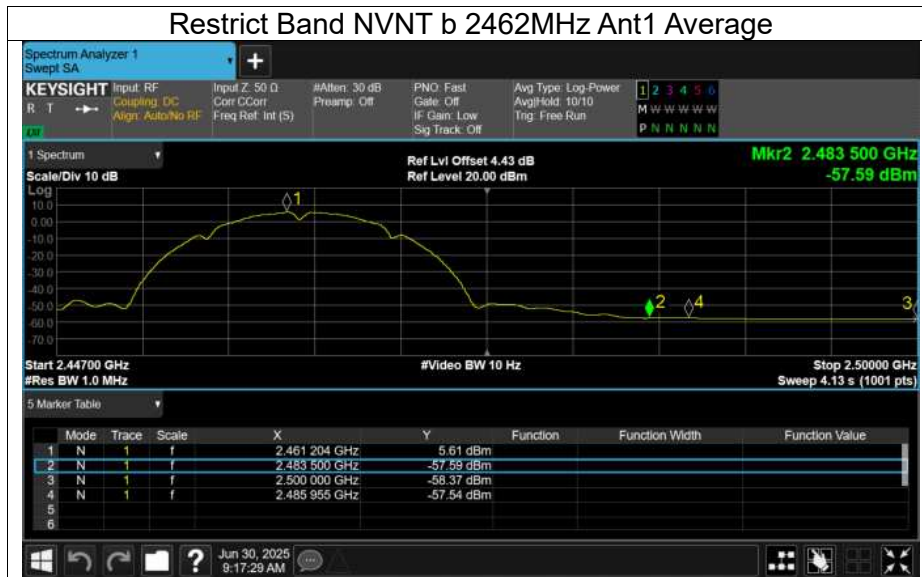 Restrict Band NVNT b 2462MHz Ant1 Average
Spectrum Analyzer 1
Swept SA
+
KEYSIGHT Input: RF Input Z: 50 Ω #Atten: 30 dB PNO: Fast Avg Type: Log-Power 1 2 3 4 5 6
R T Coupling: DC Corr CCorr Preamp: Off Gate: Off Avg|Hold: 10/10 M W W W W W
Align: Auto/No RF Freq Ref: Int (S) IF Gain: Low Trig: Free Run
Sig Track: Off P N N N N N
1 Spectrum Ref Lvl Offset 4.43 dB Mkr2 2.483 500 GHz
Scale/Div 10 dB Ref Level 20.00 dBm -57.59 dBm
Log
10.0
0.00
-10.0
-20.0
-30.0
-40.0
-50.0
-60.0
-70.0
1
2
4
3
Start 2.44700 GHz #Video BW 10 Hz Stop 2.50000 GHz
#Res BW 1.0 MHz Sweep 4.13 s (1001 pts)
5 Marker Table
Mode Trace Scale X Y Function Function Width Function Value
1 N 1 f 2.461 204 GHz 5.61 dBm
2 N 1 f 2.483 500 GHz -57.59 dBm
3 N 1 f 2.500 000 GHz -58.37 dBm
4 N 1 f 2.485 955 GHz -57.54 dBm
5
6
? Jun 30, 2025
9:17:29 AM